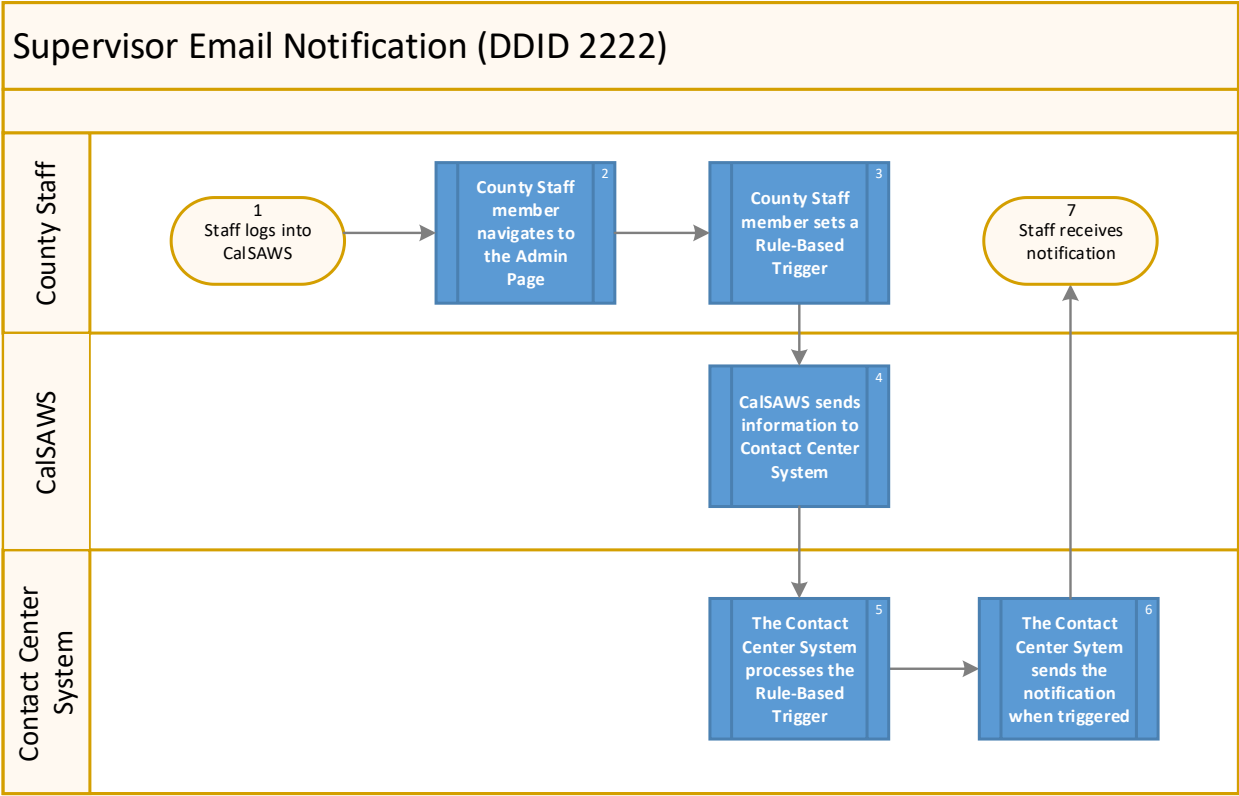 Supervisor Email Notification (DDID 2222)
County Staff
1
Staff logs into
CalSAWS
2
County Staff
member
navigates to
the Admin
Page
3
County Staff
member sets a
Rule-Based
Trigger
7
Staff receives
notification
CalSAWS
4
CalSAWS sends
information to
Contact Center
System
Contact Center
System
5
The Contact
Center System
processes the
Rule-Based
Trigger
6
The Contact
Center Sytem
sends the
notification
when triggered